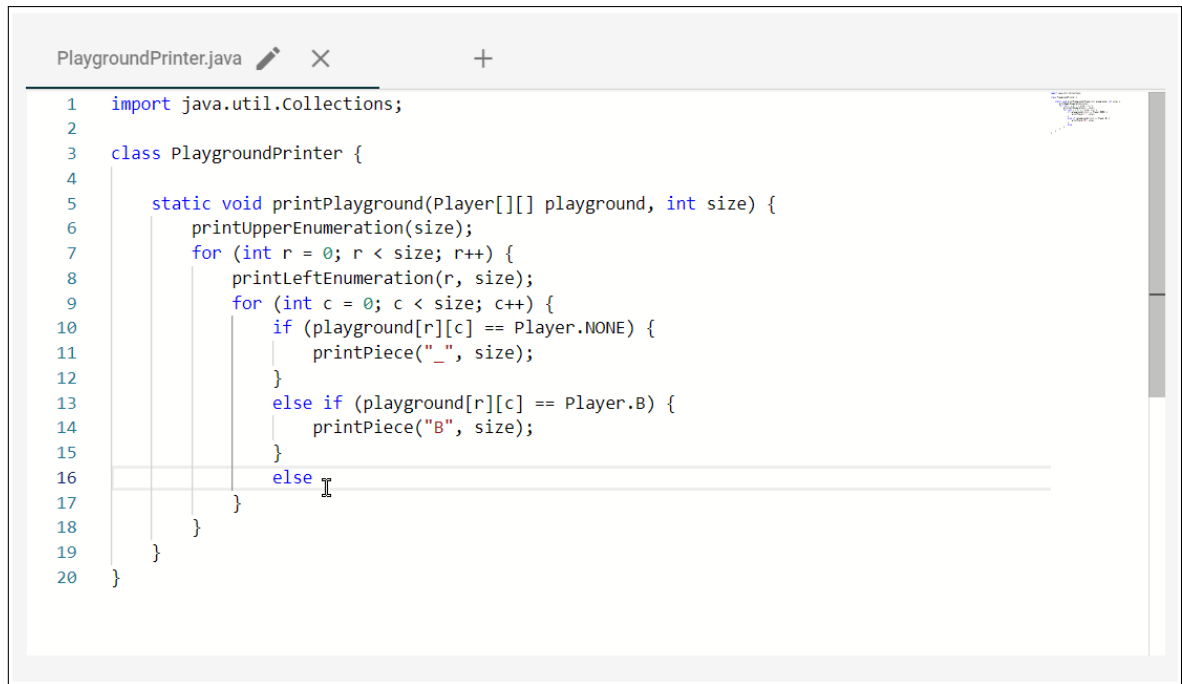 PlaygroundPrinter.java
1 import java.util.Collections;
2
3 class PlaygroundPrinter {
4
5 static void printPlayground(Player[][] playground, int size) {
6 printUpperEnumeration(size);
7 for (int r = 0; r < size; r++) {
8 printLeftEnumeration(r, size);
9 for (int c = 0; c < size; c++) {
10 if (playground[r][c] == Player.NONE) {
11 printPiece("_", size);
12 }
13 else if (playground[r][c] == Player.B) {
14 printPiece("B", size);
15 }
16 else
17 }
18 }
19 }
20 }